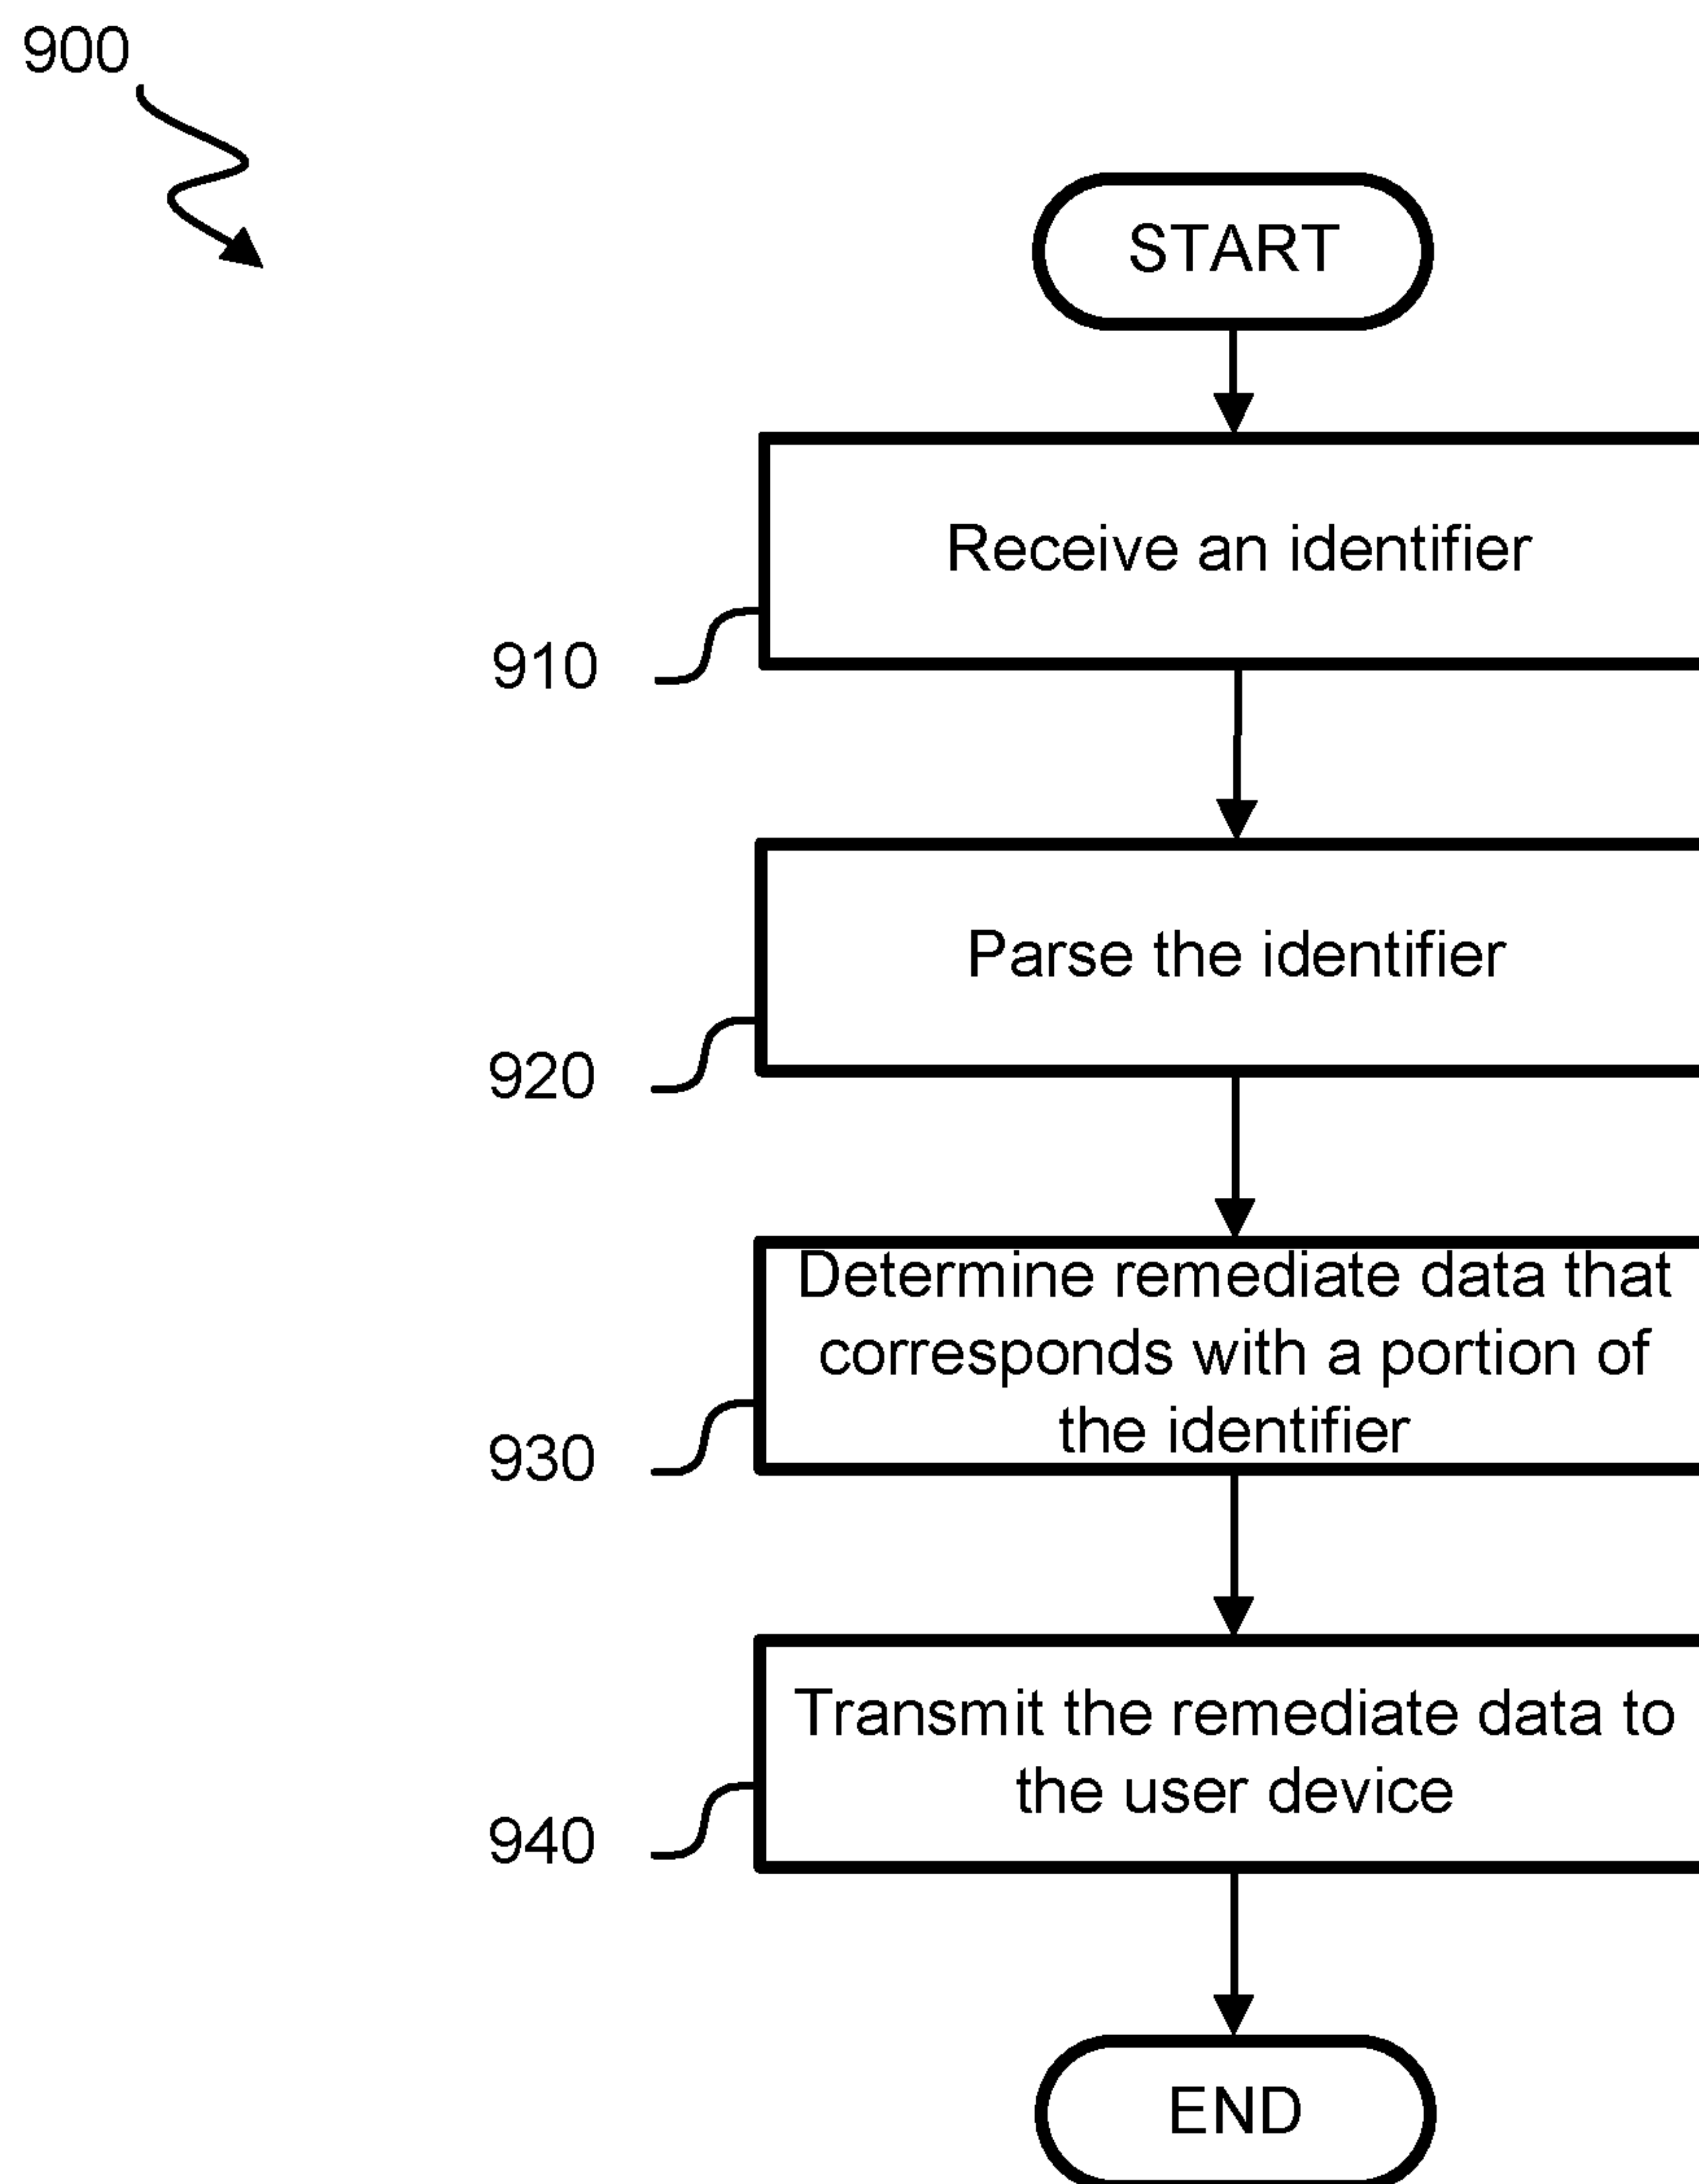 900
START
Receive an identifier
910
Parse the identifier
920
Determine remediate data that
corresponds with a portion of
the identifier
930
Transmit the remediate data to
the user device
940
END